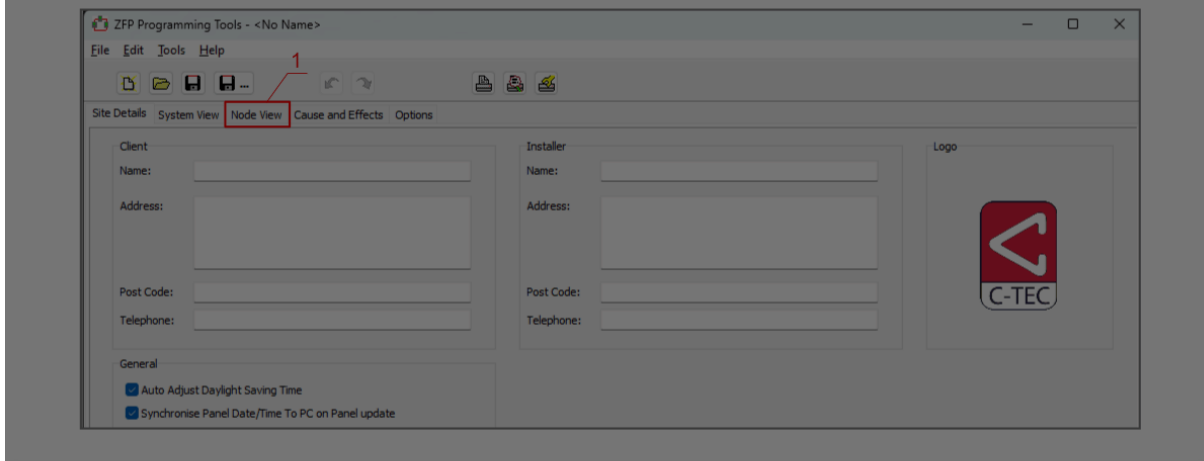 ZFP Programming Tools - <No Name>
File Edit Tools Help
1
...
Site Details System View Node View Cause and Effects Options
Client Installer Logo
Name: Name:
Address: Address:
C-TEC
Post Code: Post Code:
Telephone: Telephone:
General
Auto Adjust Daylight Saving Time
Synchronise Panel Date/Time To PC on Panel update